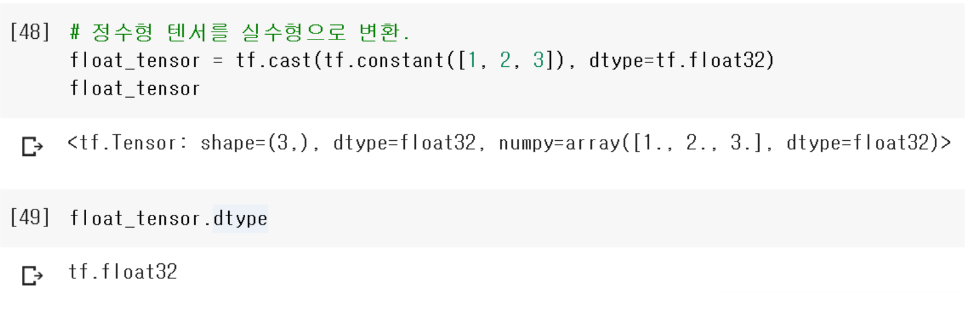 [48] # 정수형 텐서를 실수형으로 변환.
float_tensor = tf.cast(tf.constant([1, 2, 3]), dtype=tf.float32)
float_tensor
<tf.Tensor: shape=(3,), dtype=float32, numpy=array([1., 2., 3.], dtype=float32)>
[49] float_tensor.dtype
tf.float32